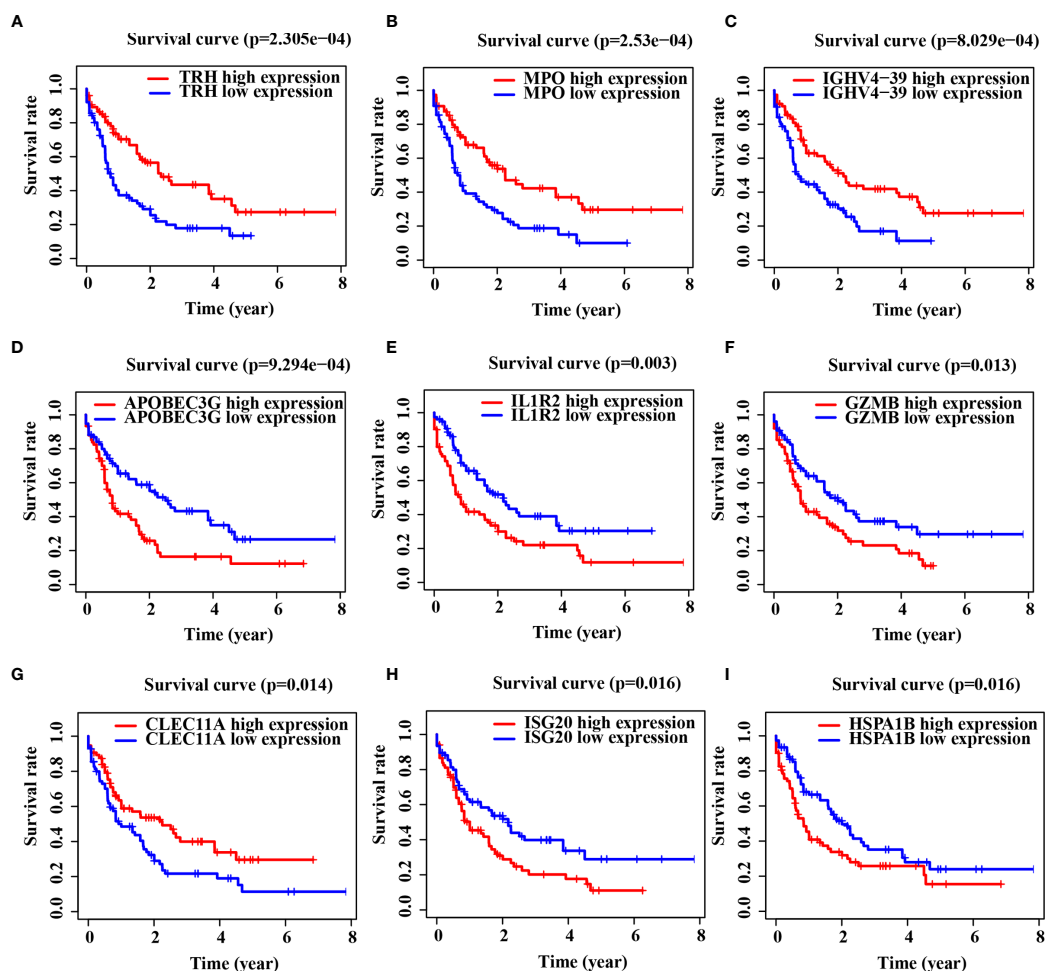 A
Survival curve (p=2.305e−04)
TRH high expression
TRH low expression
Survival rate
0.0 0.2 0.4 0.6 0.8 1.0
0 2 4 6 8
Time (year)
B
Survival curve (p=2.53e−04)
MPO high expression
MPO low expression
Survival rate
0.0 0.2 0.4 0.6 0.8 1.0
0 2 4 6 8
Time (year)
C
Survival curve (p=8.029e−04)
IGHV4−39 high expression
IGHV4−39 low expression
Survival rate
0.0 0.2 0.4 0.6 0.8 1.0
0 2 4 6 8
Time (year)
D
Survival curve (p=9.294e−04)
APOBEC3G high expression
APOBEC3G low expression
Survival rate
0.0 0.2 0.4 0.6 0.8 1.0
0 2 4 6 8
Time (year)
E
Survival curve (p=0.003)
IL1R2 high expression
IL1R2 low expression
Survival rate
0.0 0.2 0.4 0.6 0.8 1.0
0 2 4 6 8
Time (year)
F
Survival curve (p=0.013)
GZMB high expression
GZMB low expression
Survival rate
0.0 0.2 0.4 0.6 0.8 1.0
0 2 4 6 8
Time (year)
G
Survival curve (p=0.014)
CLEC11A high expression
CLEC11A low expression
Survival rate
0.0 0.2 0.4 0.6 0.8 1.0
0 2 4 6 8
Time (year)
H
Survival curve (p=0.016)
ISG20 high expression
ISG20 low expression
Survival rate
0.0 0.2 0.4 0.6 0.8 1.0
0 2 4 6 8
Time (year)
I
Survival curve (p=0.016)
HSPA1B high expression
HSPA1B low expression
Survival rate
0.0 0.2 0.4 0.6 0.8 1.0
0 2 4 6 8
Time (year)